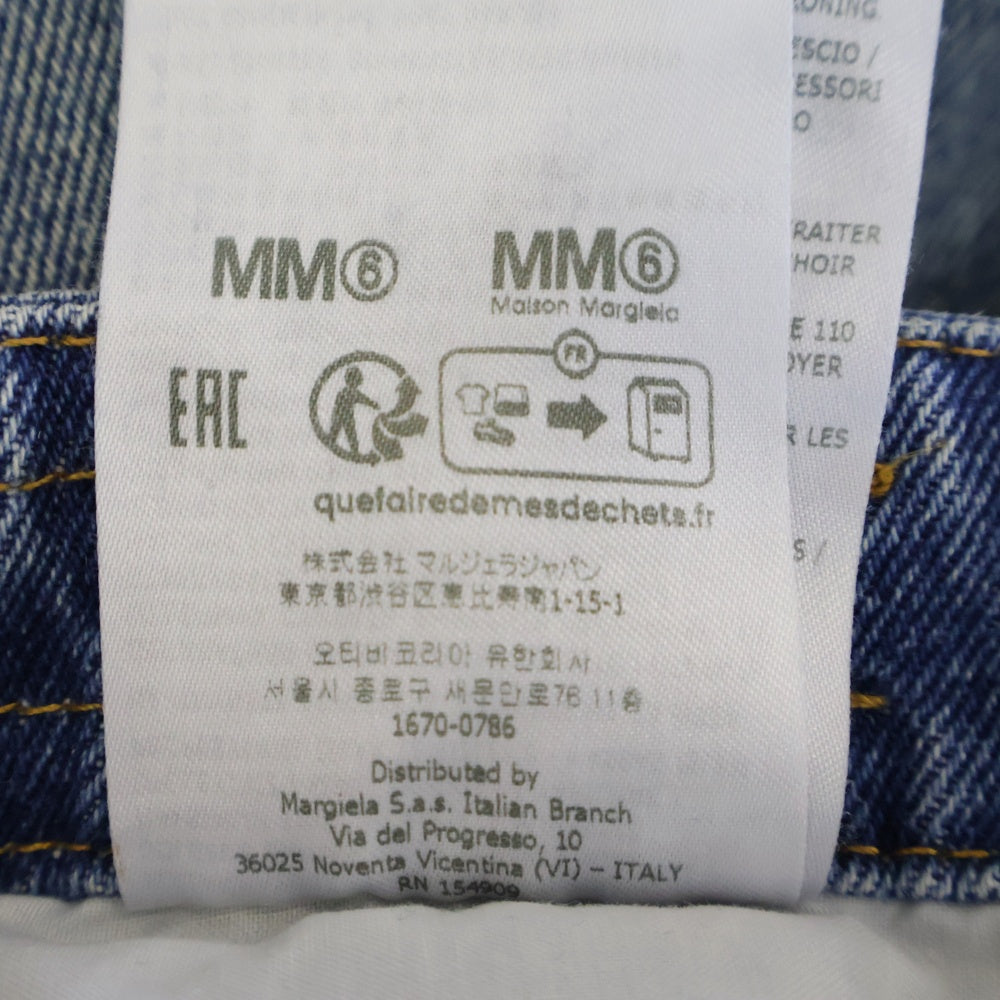 MM⑥
MM⑥
Maison Margiela
EAC
FR
quefairedemesdechets.fr
株式会社 マルジェラジャパン
東京都渋谷区恵比寿南1-15-1
오티비코리아 유한회사
서울시 종로구 새문안로76 11층
1670-0786
Distributed by
Margiela S.a.s. Italian Branch
Via del Progresso, 10
36025 Noventa Vicentina (VI) – ITALY
RN 154909
ESSORI
RAITER
E 110
R LES
S /